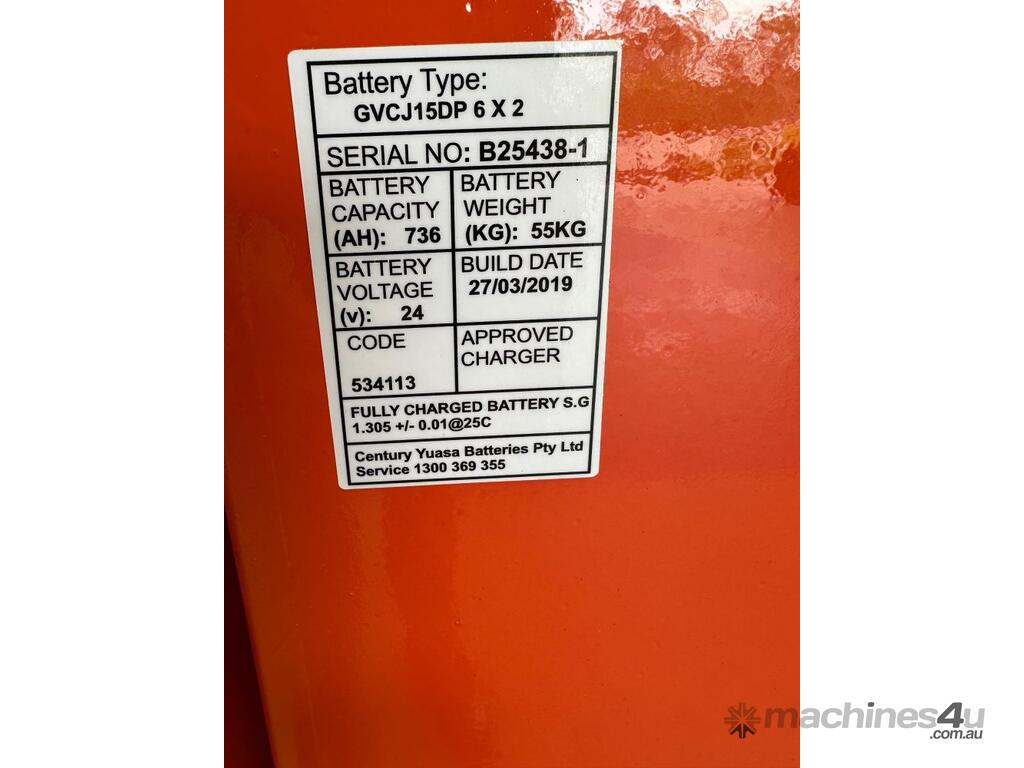 Battery Type:
GVCJ15DP 6 X 2
SERIAL NO: B25438-1
BATTERY
CAPACITY
(AH): 736
BATTERY
WEIGHT
(KG): 55KG
BATTERY
VOLTAGE
(v): 24
BUILD DATE
27/03/2019
CODE
534113
APPROVED
CHARGER
FULLY CHARGED BATTERY S.G
1.305 +/- 0.01@25C
Century Yuasa Batteries Pty Ltd
Service 1300 369 355
machines4u
.com.au